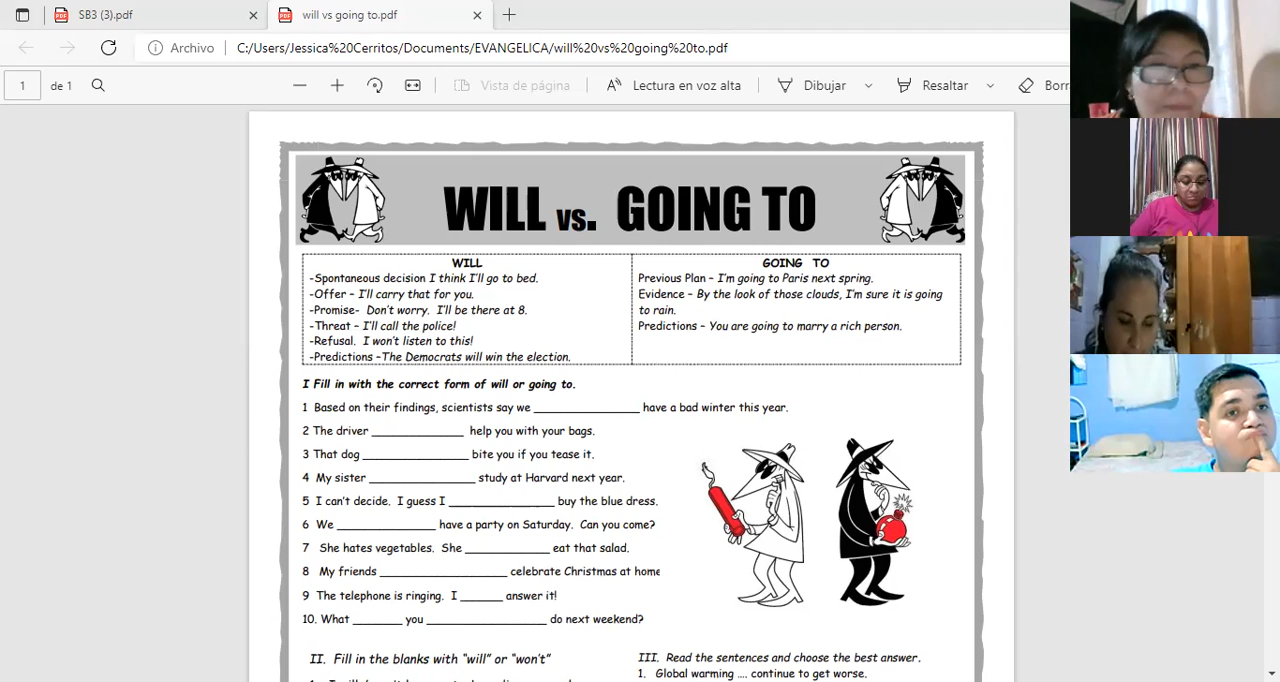 SB3 (3).pdf
will vs going to.pdf
Archivo
C:/Users/Jessica%20Cerritos/Documents/EVANGELICA/will%20vs%20going%20to.pdf
1 de 1
Vista de página
Lectura en voz alta
Dibujar
Resaltar
Borr
WILL vs. GOING TO
WILL
-Spontaneous decision I think I'll go to bed.
-Offer – I'll carry that for you.
-Promise- Don't worry. I'll be there at 8.
-Threat – I'll call the police!
-Refusal. I won't listen to this!
-Predictions –The Democrats will win the election.
GOING TO
Previous Plan – I'm going to Paris next spring.
Evidence – By the look of those clouds, I'm sure it is going
to rain.
Predictions – You are going to marry a rich person.
I Fill in with the correct form of will or going to.
1 Based on their findings, scientists say we ________________ have a bad winter this year.
2 The driver ______________ help you with your bags.
3 That dog ________________ bite you if you tease it.
4 My sister ________________ study at Harvard next year.
5 I can't decide. I guess I ________________ buy the blue dress.
6 We _______________ have a party on Saturday. Can you come?
7 She hates vegetables. She _____________ eat that salad.
8 My friends ___________________ celebrate Christmas at home
9 The telephone is ringing. I ______ answer it!
10. What ________ you __________________ do next weekend?
II. Fill in the blanks with "will" or "won't"
III. Read the sentences and choose the best answer.
1. Global warming .... continue to get worse.